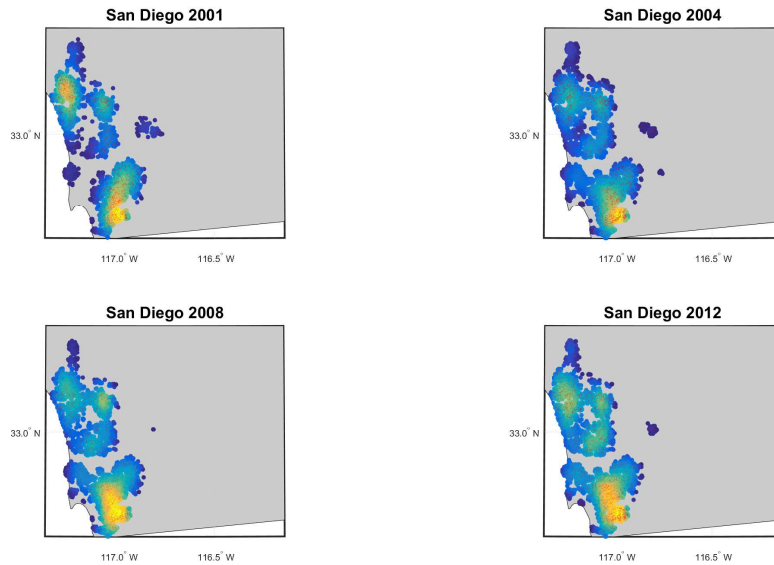 San Diego 2001
San Diego 2004
33.0° N
33.0° N
117.0° W
116.5° W
117.0° W
116.5° W
San Diego 2008
San Diego 2012
33.0° N
33.0° N
117.0° W
116.5° W
117.0° W
116.5° W